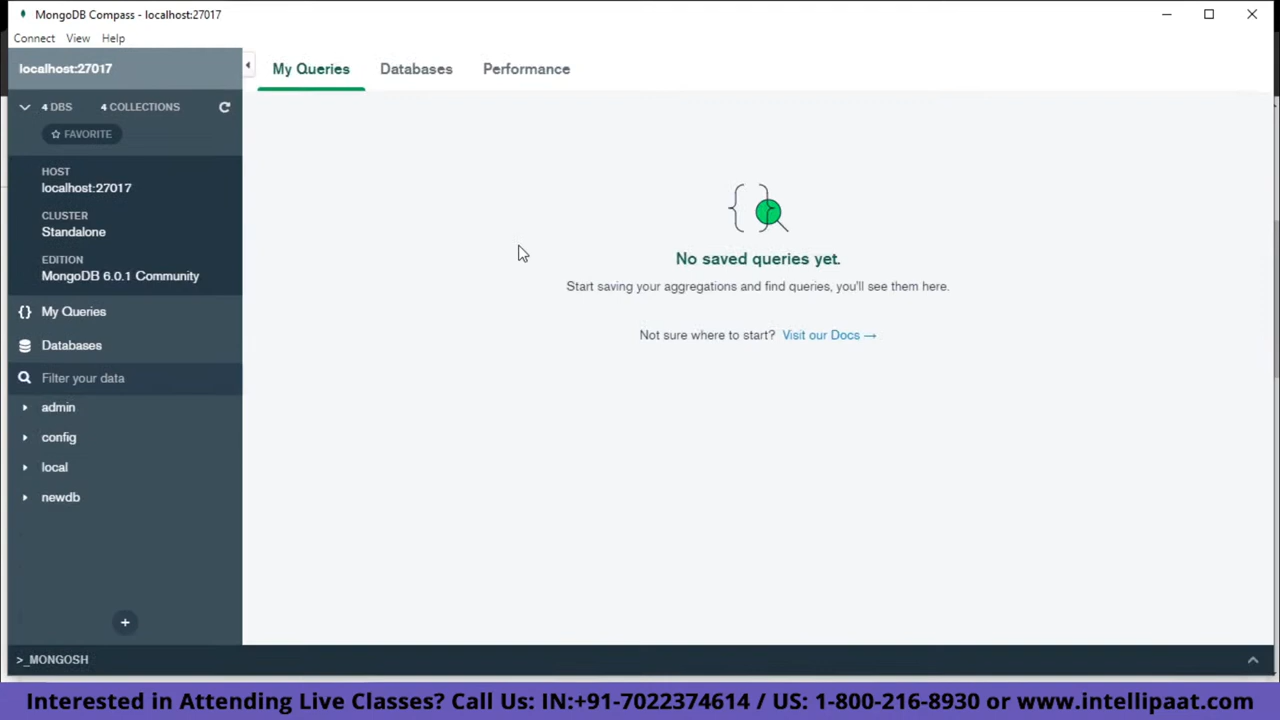 MongoDB Compass - localhost:27017
Connect View Help
localhost:27017
My Queries Databases Performance
4 DBS 4 COLLECTIONS
FAVORITE
HOST
localhost:27017
CLUSTER
Standalone
EDITION
MongoDB 6.0.1 Community
{} My Queries
Databases
Filter your data
admin
config
local
newdb
No saved queries yet.
Start saving your aggregations and find queries, you'll see them here.
Not sure where to start? Visit our Docs →
>_MONGOSH
Interested in Attending Live Classes? Call Us: IN:+91-7022374614 / US: 1-800-216-8930 or www.intellipaat.com